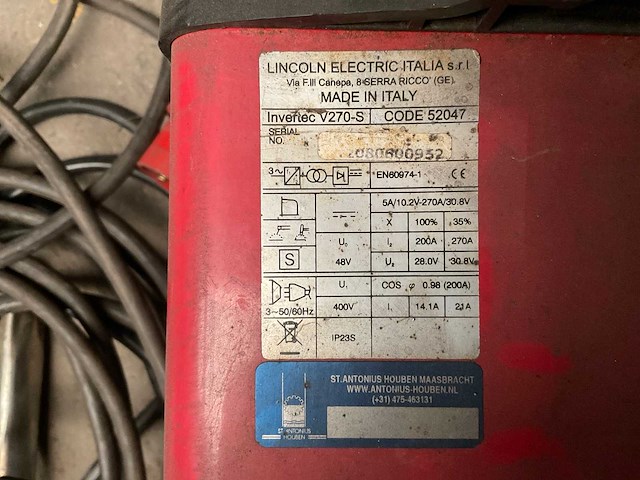 LINCOLN ELECTRIC ITALIA s.r.l
Via F.lli Canepa, 8 SERRA RICCO' (GE)
MADE IN ITALY
Invertec V270-S CODE 52047
SERIAL
NO.
3~ EN60974-1 CE
5A/10.2V-270A/30.8V
X 100% 35%
U₀ I₂ 200A 270A
S 48V U₂ 28.0V 30.8V
U₁ COS φ 0.98 (200A)
3~50/60Hz 400V I₁ 14.1A 21A
IP23S
ST.ANTONIUS HOUBEN MAASBRACHT
WWW.ANTONIUS-HOUBEN.NL
(+31) 475-463131
ST. ANTONIUS
HOUBEN